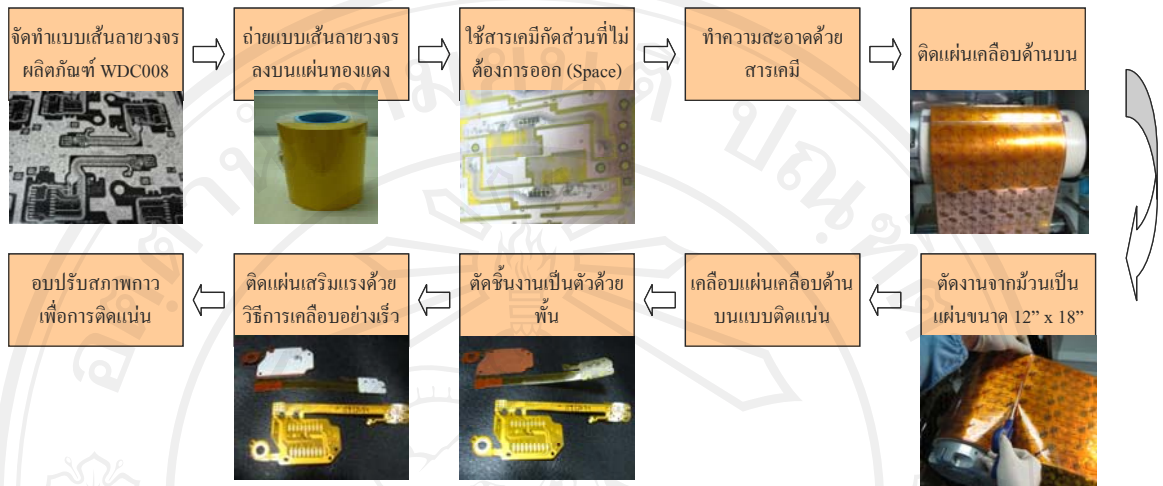 จัดทำแบบเส้นลายวงจร
ผลิตภัณฑ์ WDC008
ถ่ายแบบเส้นลายวงจร
ลงบนแผ่นทองแดง
ใช้สารเคมีกัดส่วนที่ไม่
ต้องการออก (Space)
ทำความสะอาดด้วย
สารเคมี
ติดแผ่นเคลือบด้านบน
ตัดงานจากม้วนเป็น
แผ่นขนาด 12” x 18”
เคลือบแผ่นเคลือบด้าน
บนแบบติดแน่น
ตัดชิ้นงานเป็นตัวด้วย
พั้น
ติดแผ่นเสริมแรงด้วย
วิธีการเคลือบอย่างเร็ว
อบปรับสภาพกาว
เพื่อการติดแน่น